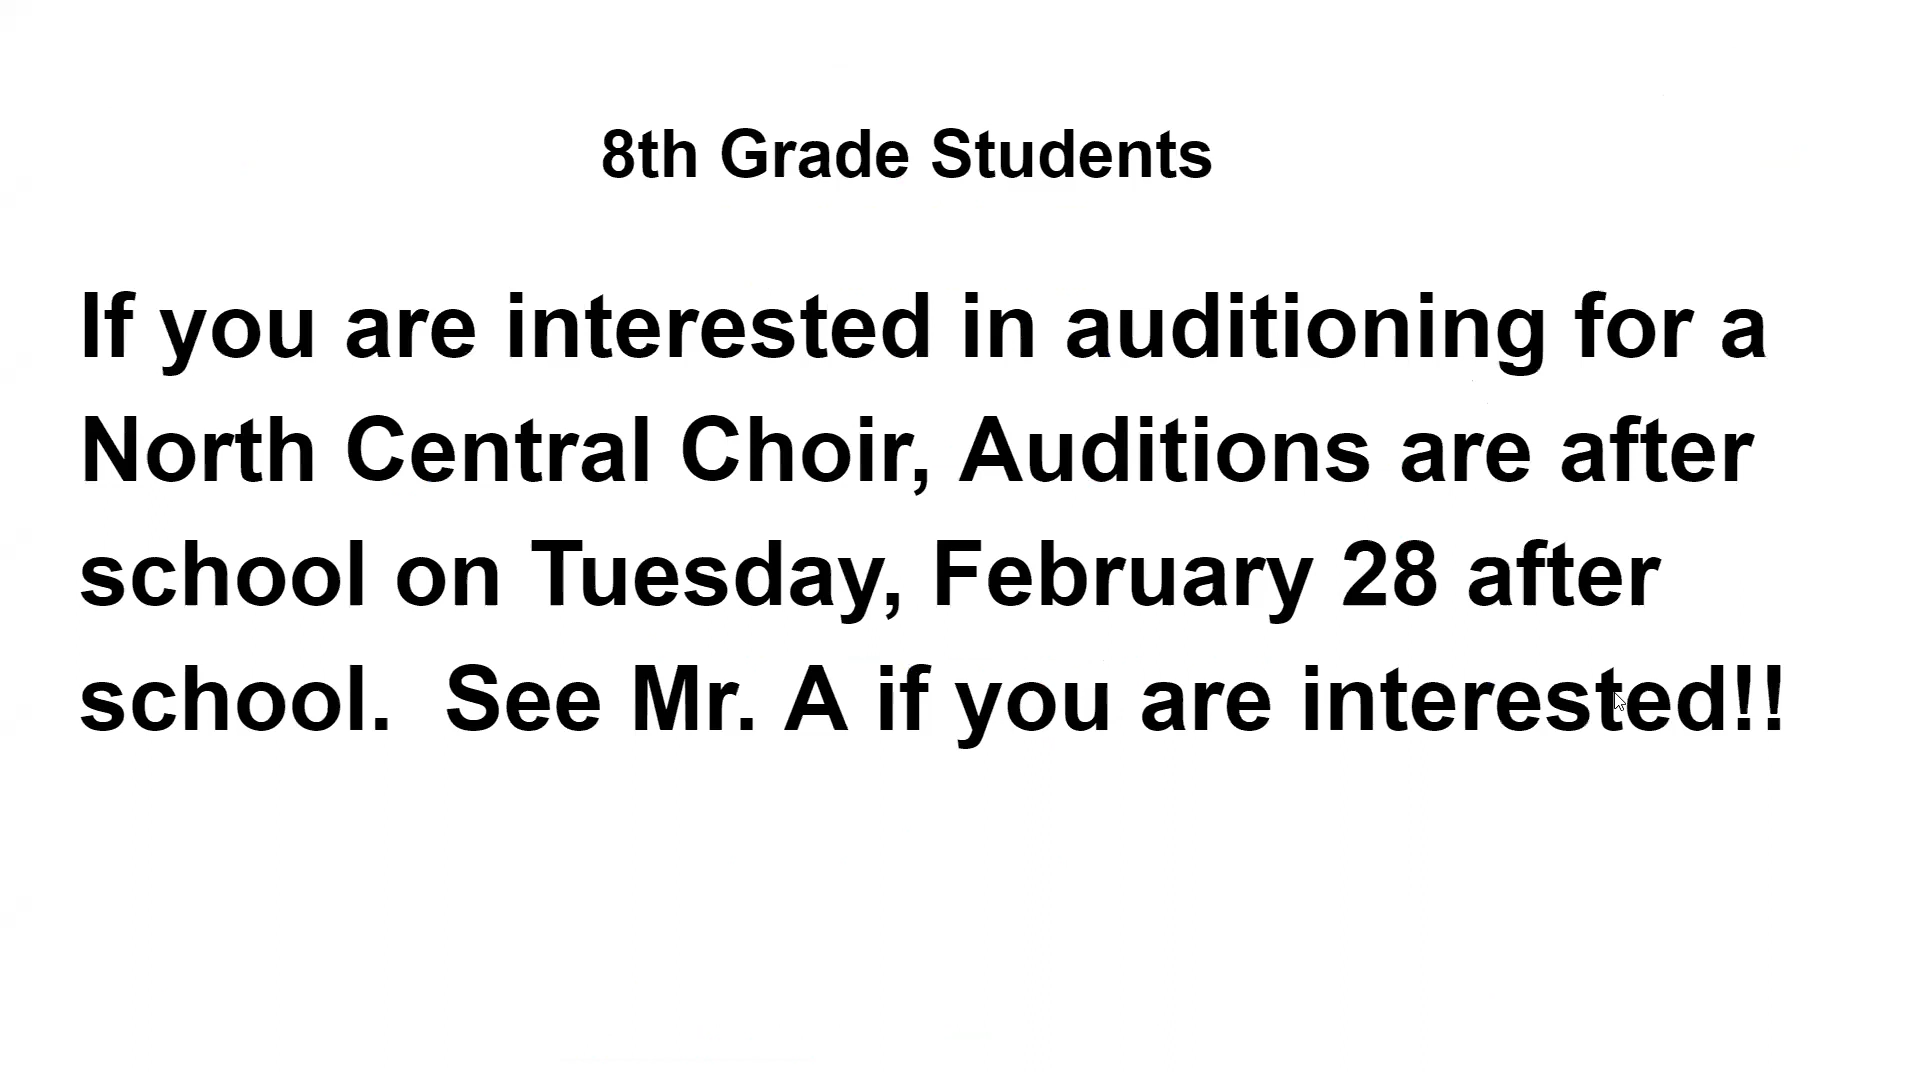 8th Grade Students
If you are interested in auditioning for a
North Central Choir, Auditions are after
school on Tuesday, February 28 after
school.  See Mr. A if you are interested!!